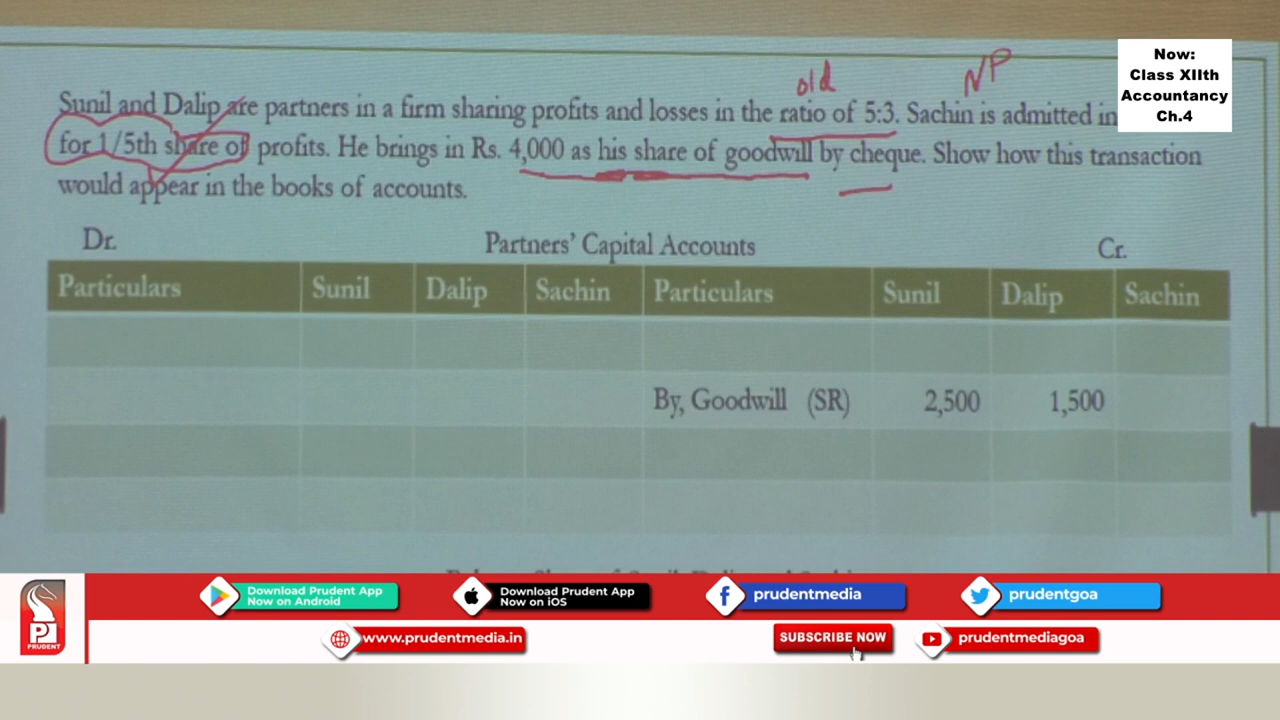 old
NP
Now:
Class XIIth
Accountancy
Ch.4
Sunil and Dalip are partners in a firm sharing profits and losses in the ratio of 5:3. Sachin is admitted in
for 1/5th share of profits. He brings in Rs. 4,000 as his share of goodwill by cheque. Show how this transaction
would appear in the books of accounts.
Dr. Partners' Capital Accounts Cr.
Particulars Sunil Dalip Sachin Particulars Sunil Dalip Sachin
By, Goodwill (SR) 2,500 1,500
Download Prudent App
Now on Android
Download Prudent App
Now on iOS
prudentmedia
prudentgoa
PRUDENT
www.prudentmedia.in
SUBSCRIBE NOW
prudentmediagoa